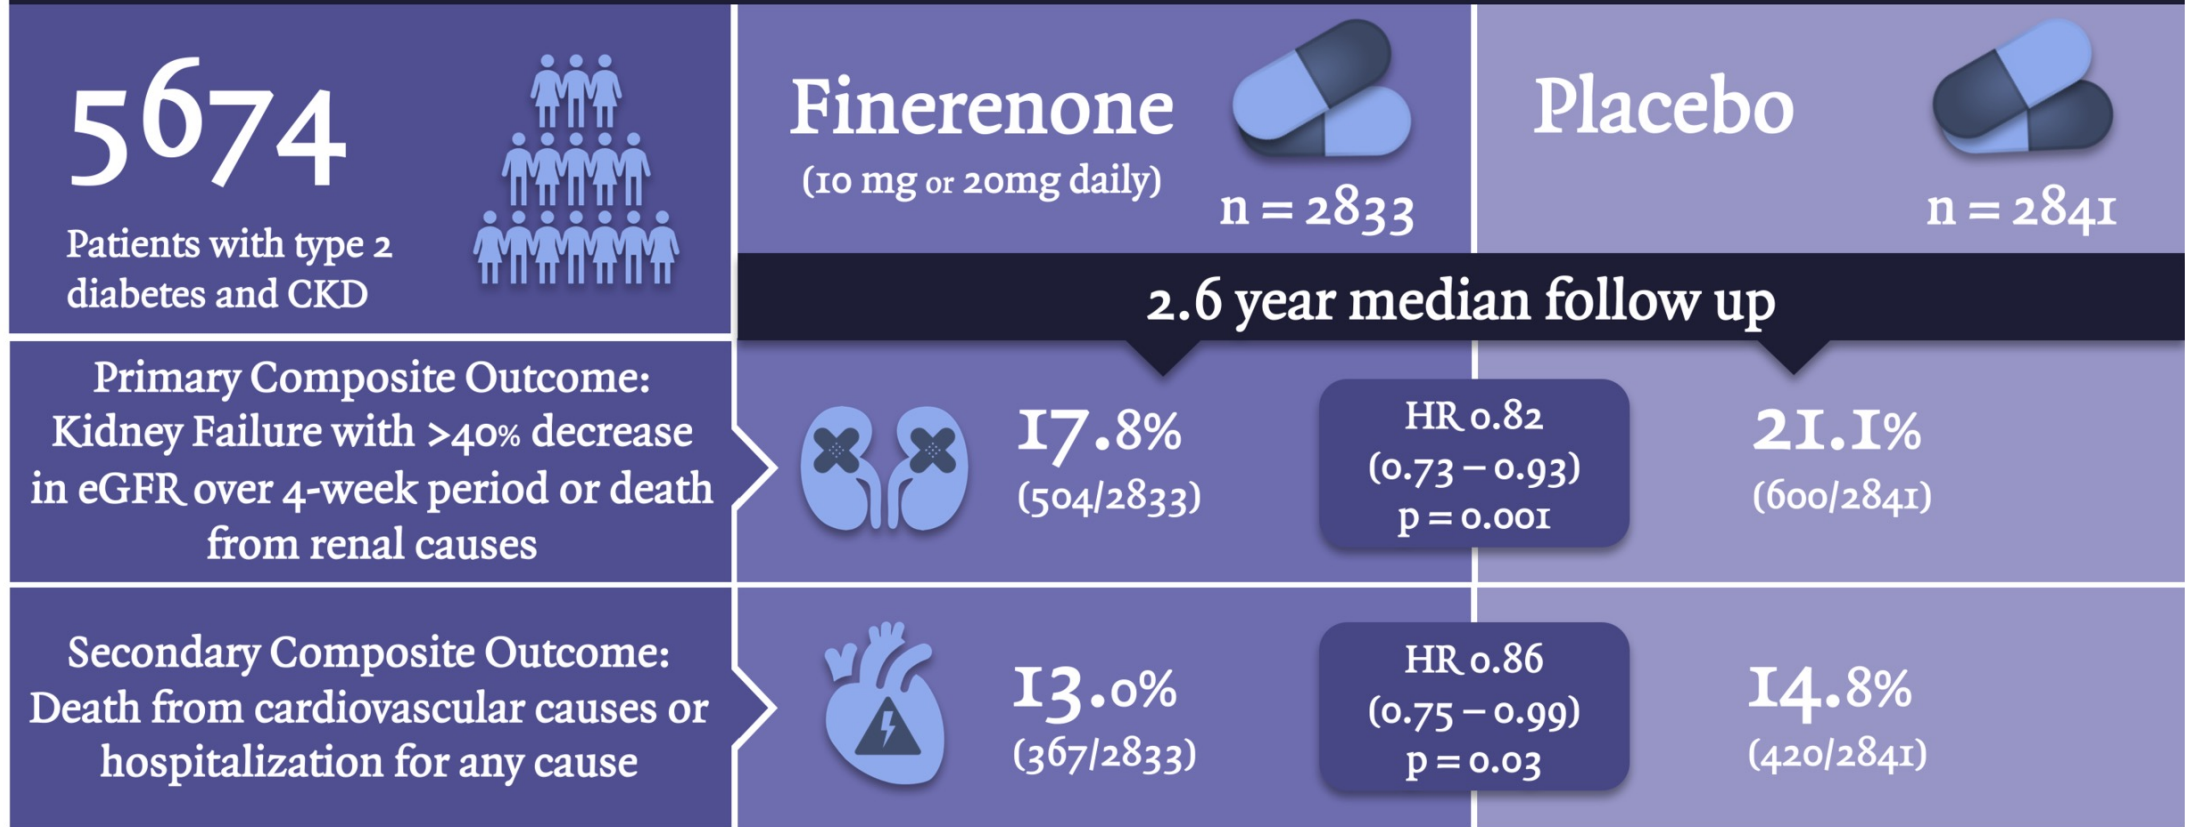 5674
Patients with type 2
diabetes and CKD
Finerenone
(10 mg or 20mg daily)
n = 2833
Placebo
n = 2841
2.6 year median follow up
Primary Composite Outcome:
Kidney Failure with >40% decrease
in eGFR over 4-week period or death
from renal causes
17.8%
(504/2833)
HR 0.82
(0.73 – 0.93)
p = 0.001
21.1%
(600/2841)
Secondary Composite Outcome:
Death from cardiovascular causes or
hospitalization for any cause
13.0%
(367/2833)
HR 0.86
(0.75 – 0.99)
p = 0.03
14.8%
(420/2841)